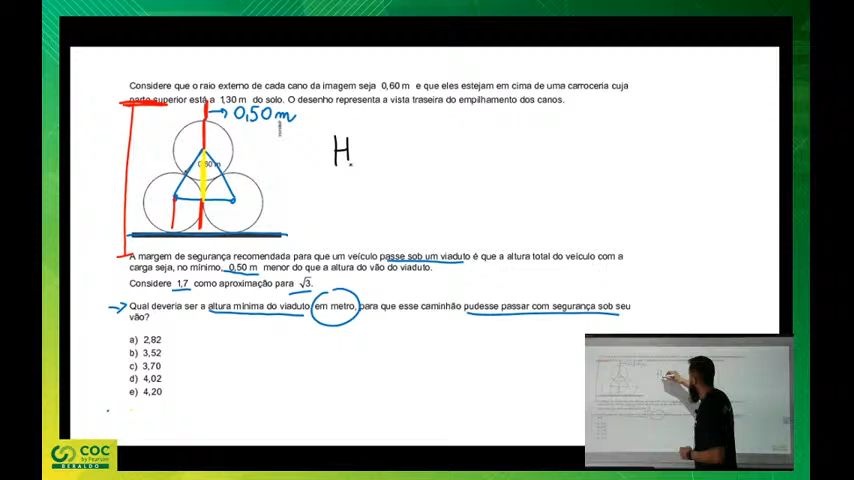 Considere que o raio externo de cada cano da imagem seja 0,60 m e que eles estejam em cima de uma carroceria cuja
parte superior está a 1,30 m do solo. O desenho representa a vista traseira do empilhamento dos canos.
0,50 m
H
A margem de segurança recomendada para que um veículo passe sob um viaduto é que a altura total do veículo com a
carga seja, no mínimo, 0,50 m menor do que a altura do vão do viaduto.
Considere 1,7 como aproximação para √3.
Qual deveria ser a altura mínima do viaduto, em metro, para que esse caminhão pudesse passar com segurança sob seu
vão?
a) 2,82
b) 3,52
c) 3,70
d) 4,02
e) 4,20
COC
by Pearson
BERALDO